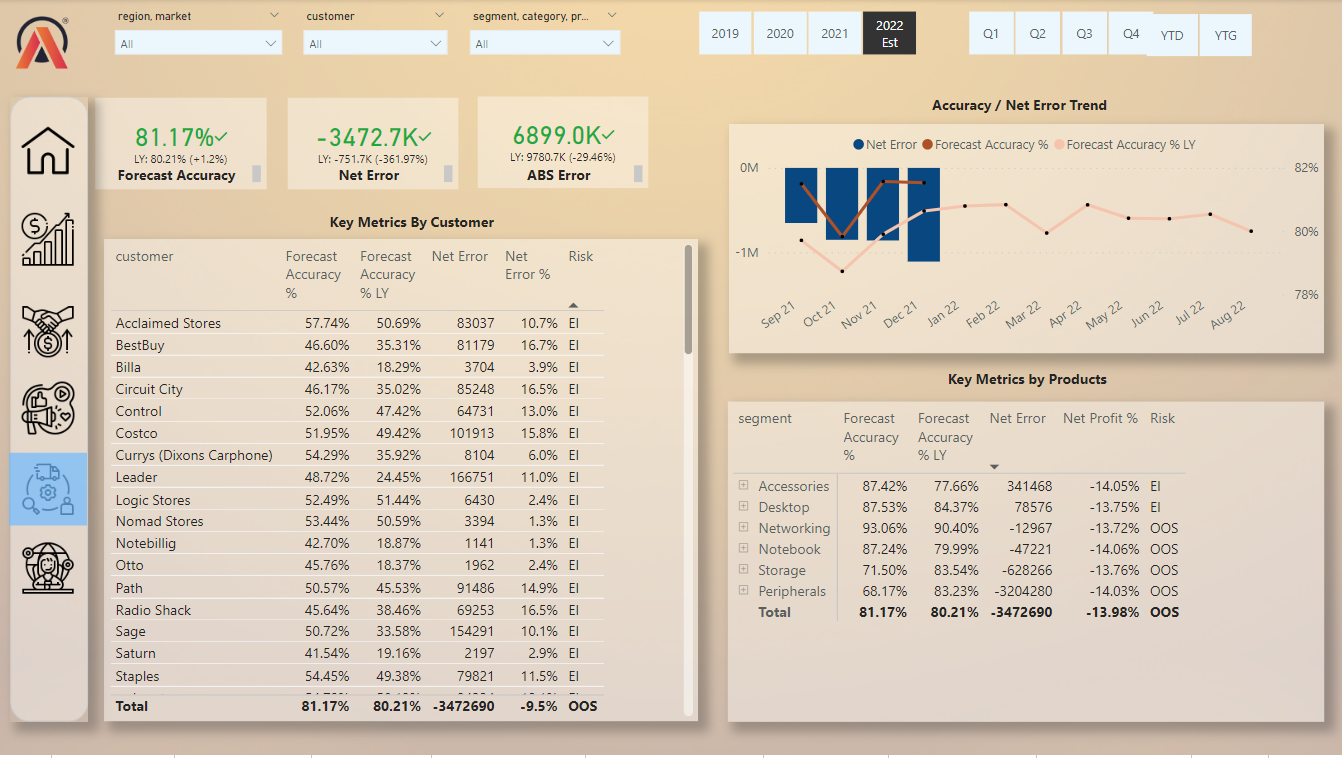 region, market
customer
segment, category, pr...
All
All
All
2019
2020
2021
2022
Est
Q1
Q2
Q3
Q4
YTD
YTG
81.17%
LY: 80.21% (+1.2%)
Forecast Accuracy
-3472.7K
LY: -751.7K (-361.97%)
Net Error
6899.0K
LY: 9780.7K (-29.46%)
ABS Error
Key Metrics By Customer
customer Forecast Accuracy % Forecast Accuracy % LY Net Error Net Error % Risk
Acclaimed Stores 57.74% 50.69% 83037 10.7% EI
BestBuy 46.60% 35.31% 81179 16.7% EI
Billa 42.63% 18.29% 3704 3.9% EI
Circuit City 46.17% 35.02% 85248 16.5% EI
Control 52.06% 47.42% 64731 13.0% EI
Costco 51.95% 49.42% 101913 15.8% EI
Currys (Dixons Carphone) 54.29% 35.92% 8104 6.0% EI
Leader 48.72% 24.45% 166751 11.0% EI
Logic Stores 52.49% 51.44% 6430 2.4% EI
Nomad Stores 53.44% 50.59% 3394 1.3% EI
Notebillig 42.70% 18.87% 1141 1.3% EI
Otto 45.76% 18.37% 1962 2.4% EI
Path 50.57% 45.53% 91486 14.9% EI
Radio Shack 45.64% 38.46% 69253 16.5% EI
Sage 50.72% 33.58% 154291 10.1% EI
Saturn 41.54% 19.16% 2197 2.9% EI
Staples 54.45% 49.38% 79821 11.5% EI
Total 81.17% 80.21% -3472690 -9.5% OOS
Accuracy / Net Error Trend
Net Error Forecast Accuracy % Forecast Accuracy % LY
0M
-1M
82%
80%
78%
Sep 21
Oct 21
Nov 21
Dec 21
Jan 22
Feb 22
Mar 22
Apr 22
May 22
Jun 22
Jul 22
Aug 22
Key Metrics by Products
segment Forecast Accuracy % Forecast Accuracy % LY Net Error Net Profit % Risk
Accessories 87.42% 77.66% 341468 -14.05% EI
Desktop 87.53% 84.37% 78576 -13.75% EI
Networking 93.06% 90.40% -12967 -13.72% OOS
Notebook 87.24% 79.99% -47221 -14.06% OOS
Storage 71.50% 83.54% -628266 -13.76% OOS
Peripherals 68.17% 83.23% -3204280 -14.03% OOS
Total 81.17% 80.21% -3472690 -13.98% OOS